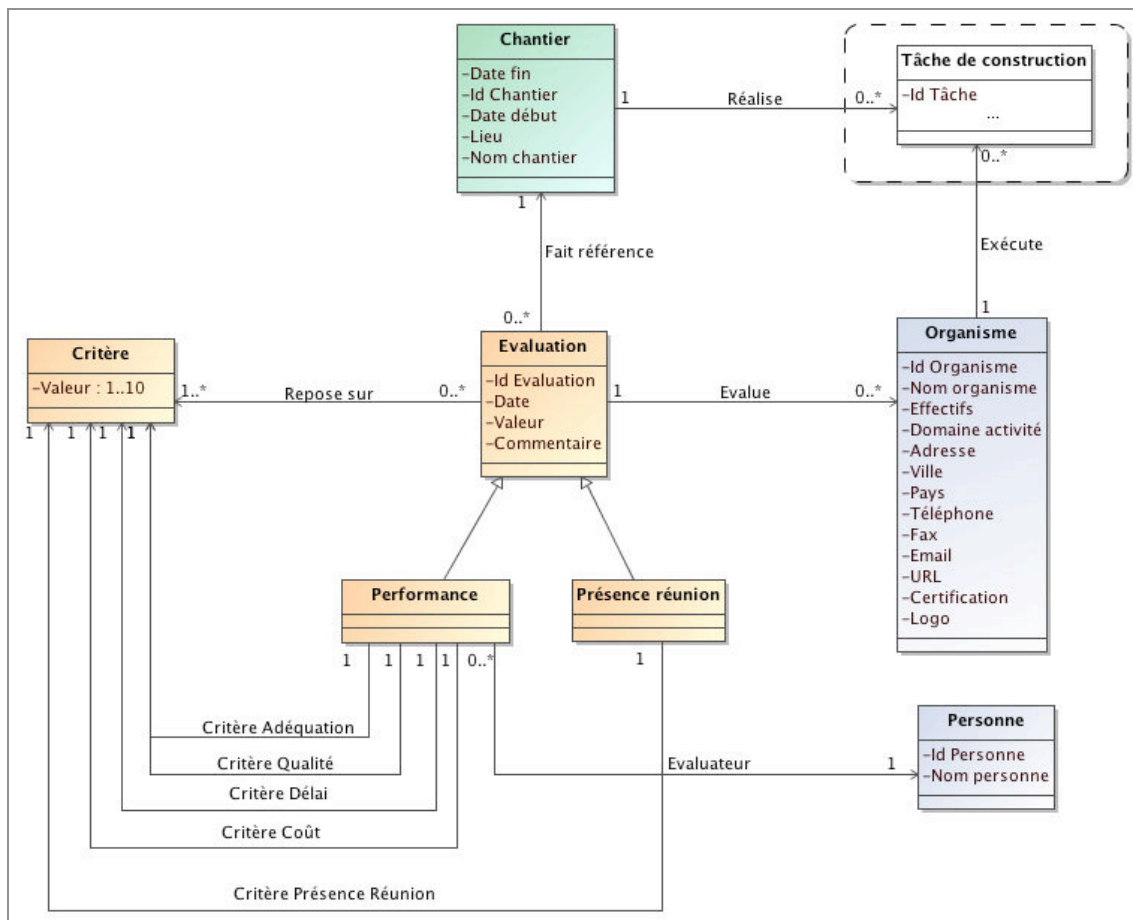 Chantier
-Date fin
-Id Chantier
-Date début
-Lieu
-Nom chantier
Tâche de construction
-Id Tâche
...
1
Réalise
0..*
0..*
1
Fait référence
Exécute
0..*
1
Critère
-Valeur : 1..10
1..*
Repose sur
0..*
Evaluation
-Id Evaluation
-Date
-Valeur
-Commentaire
1
Evalue
0..*
Organisme
-Id Organisme
-Nom organisme
-Effectifs
-Domaine activité
-Adresse
-Ville
-Pays
-Téléphone
-Fax
-Email
-URL
-Certification
-Logo
1
1
1
1
1
Performance
Présence réunion
1
1
1
1
0..*
1
Critère Adéquation
Critère Qualité
Critère Délai
Critère Coût
Critère Présence Réunion
Evaluateur
1
Personne
-Id Personne
-Nom personne